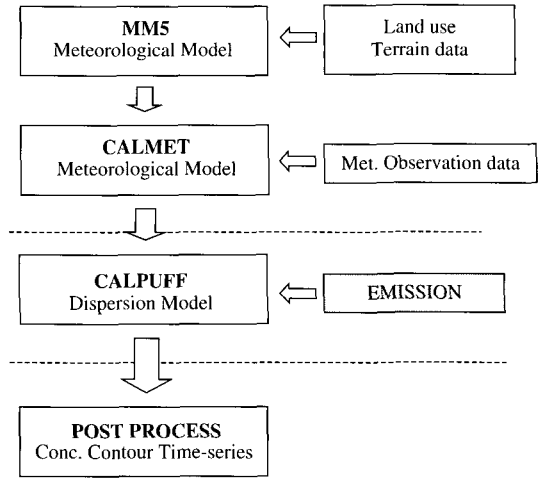 MM5
Meteorological Model
Land use
Terrain data
CALMET
Meteorological Model
Met. Observation data
CALPUFF
Dispersion Model
EMISSION
POST PROCESS
Conc. Contour Time-series